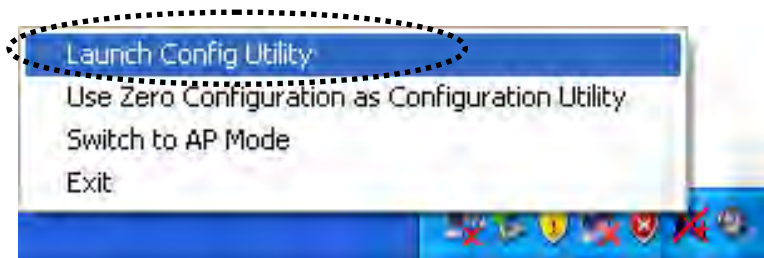 Launch Config Utility
Use Zero Configuration as Configuration Utility
Switch to AP Mode
Exit